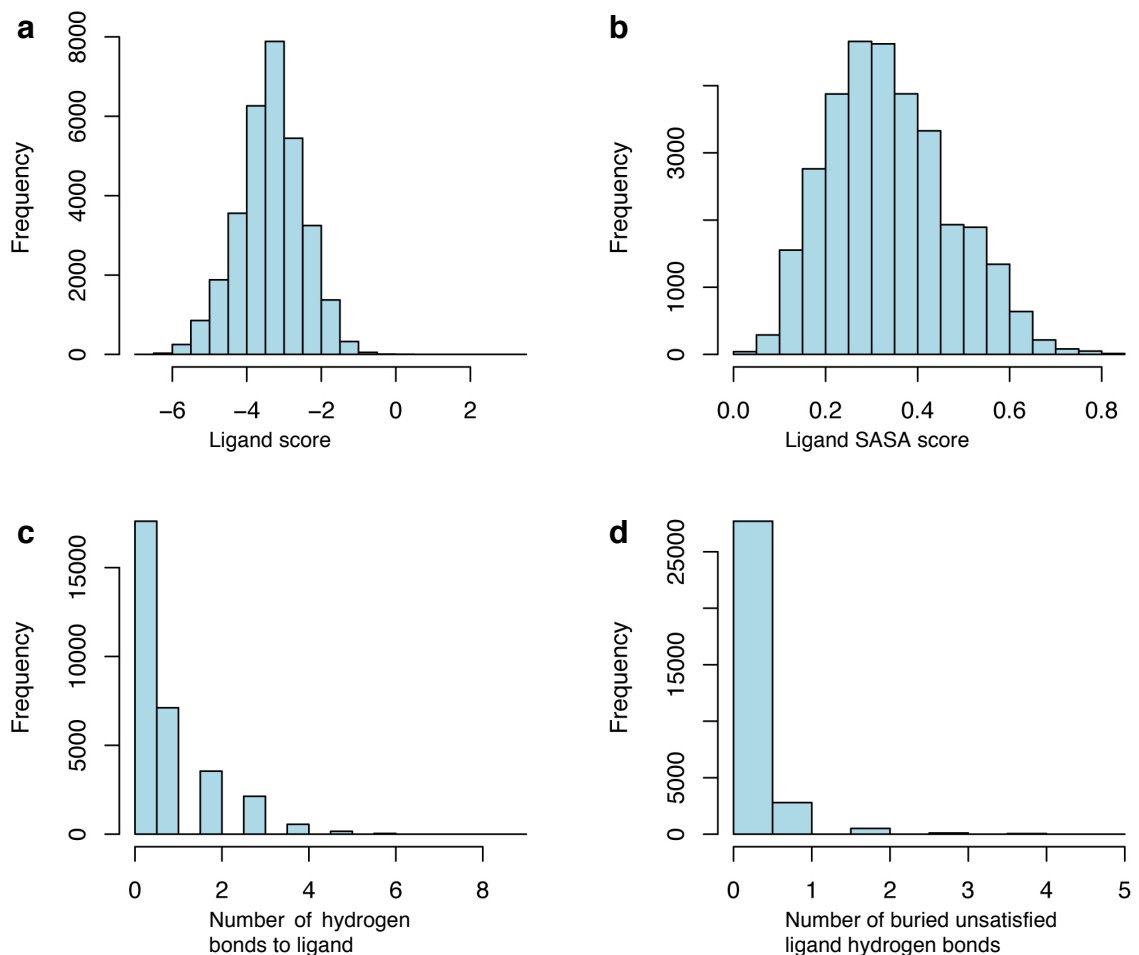 a
Frequency
8000
6000
4000
2000
0
−6 −4 −2 0 2
Ligand score
b
Frequency
3000
1000
0
0.0 0.2 0.4 0.6 0.8
Ligand SASA score
c
Frequency
15000
10000
5000
0
0 2 4 6 8
Number of hydrogen
bonds to ligand
d
Frequency
25000
15000
5000
0
0 1 2 3 4 5
Number of buried unsatisfied
ligand hydrogen bonds